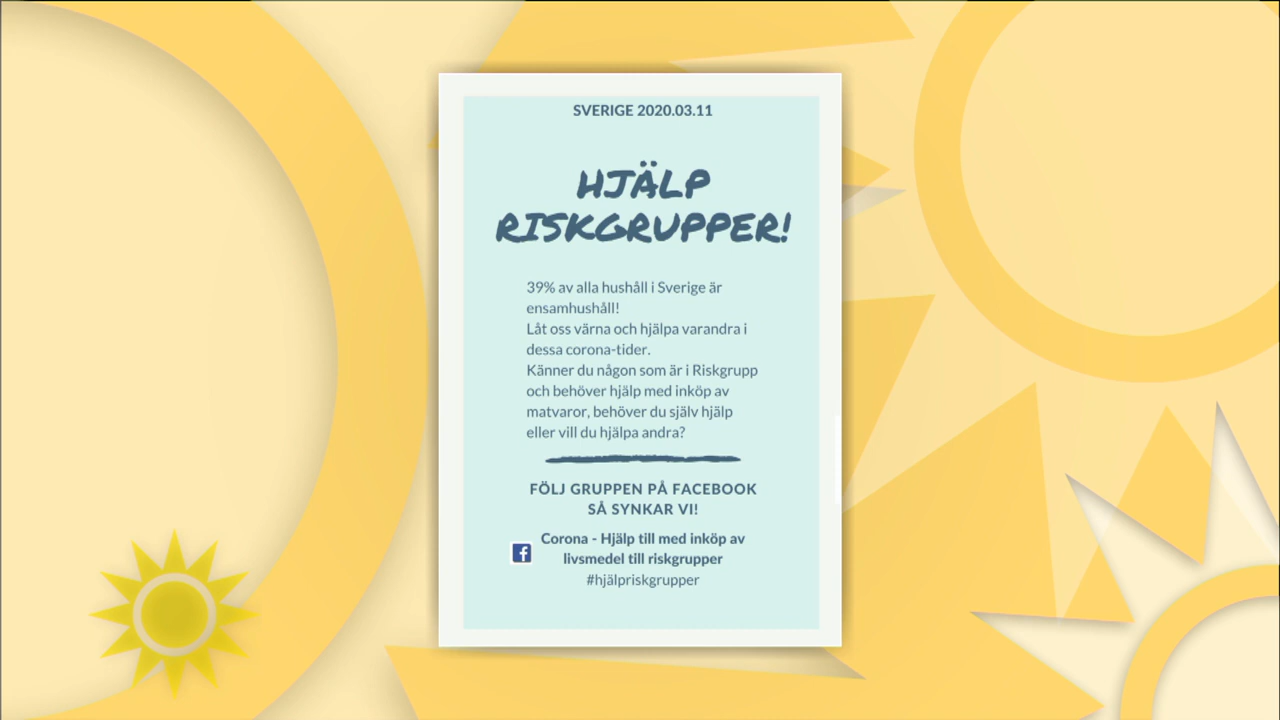 SVERIGE 2020.03.11
HJÄLP
RISKGRUPPER!
39% av alla hushåll i Sverige är
ensamhushåll!
Låt oss värna och hjälpa varandra i
dessa corona-tider.
Känner du någon som är i Riskgrupp
och behöver hjälp med inköp av
matvaror, behöver du själv hjälp
eller vill du hjälpa andra?
FÖLJ GRUPPEN PÅ FACEBOOK
SÅ SYNKAR VI!
Corona - Hjälp till med inköp av
livsmedel till riskgrupper
#hjälpriskgrupper